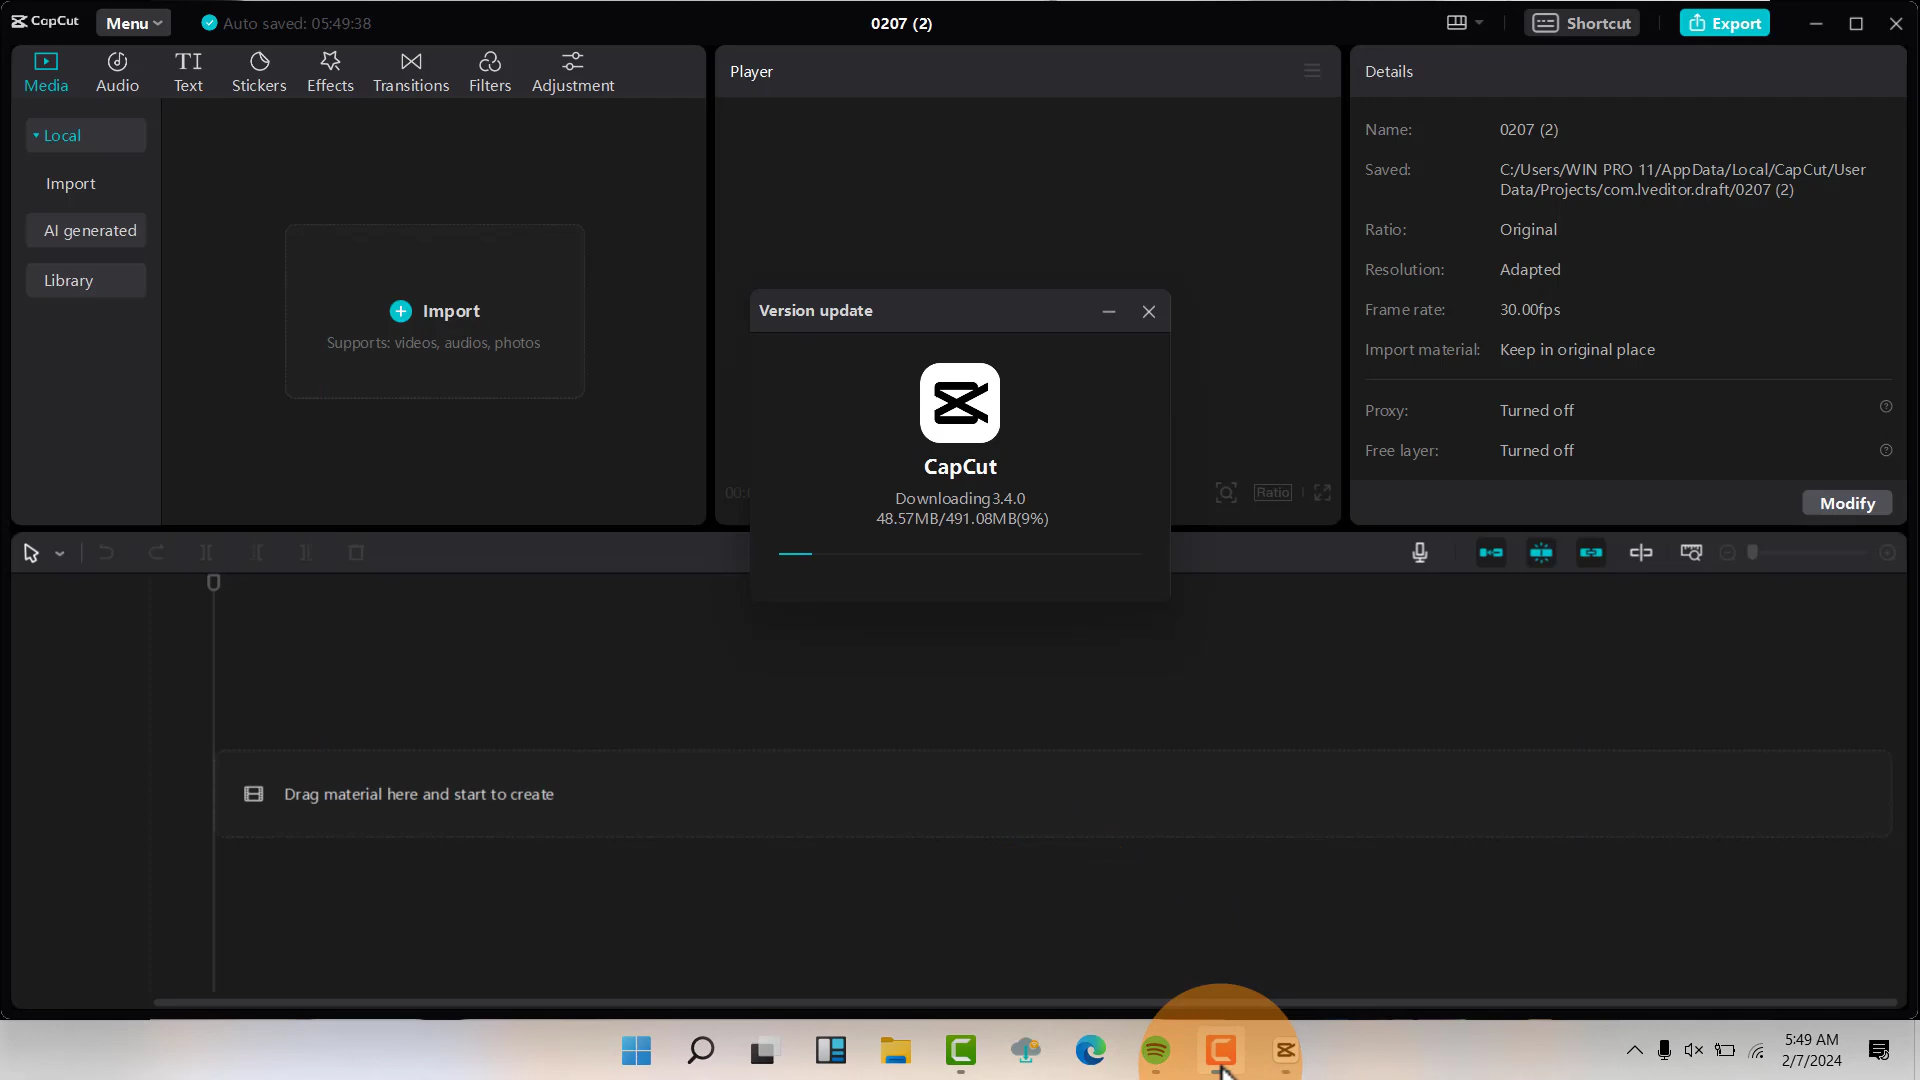 CapCut
Menu
Auto saved: 05:49:38
0207 (2)
Shortcut
Export
Media
Audio
TI
Text
Stickers
Effects
Transitions
Filters
Adjustment
Player
Details
Local
Import
AI generated
Library
Import
Supports: videos, audios, photos
Name: 0207 (2)
Saved: C:/Users/WIN PRO 11/AppData/Local/CapCut/User
Data/Projects/com.lveditor.draft/0207 (2)
Ratio: Original
Resolution: Adapted
Frame rate: 30.00fps
Import material: Keep in original place
Proxy: Turned off
Free layer: Turned off
Modify
Version update
CapCut
Downloading3.4.0
48.57MB/491.08MB(9%)
00:0
Ratio
Drag material here and start to create
5:49 AM
2/7/2024